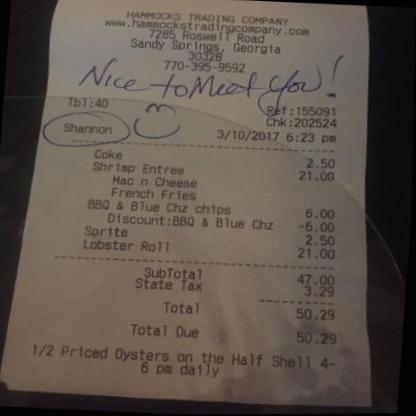 HAMMOCKS TRADING COMPANY
www.hammockstradingcompany.com
7285 Roswell Road
Sandy Springs, Georgia
30328
770-395-9592
Nice to Meet You!
Tbl:40 Ref:155091
Chk:202524
Shannon 3/10/2017 6:23 pm
Coke 2.50
Shrimp Entree 21.00
Mac n Cheese
French Fries
BBQ & Blue Chz chips 6.00
Discount:BBQ & Blue Chz -6.00
Sprite 2.50
Lobster Roll 21.00
SubTotal 47.00
State Tax 3.29
Total 50.29
Total Due 50.29
1/2 Priced Oysters on the Half Shell 4-
6 pm daily